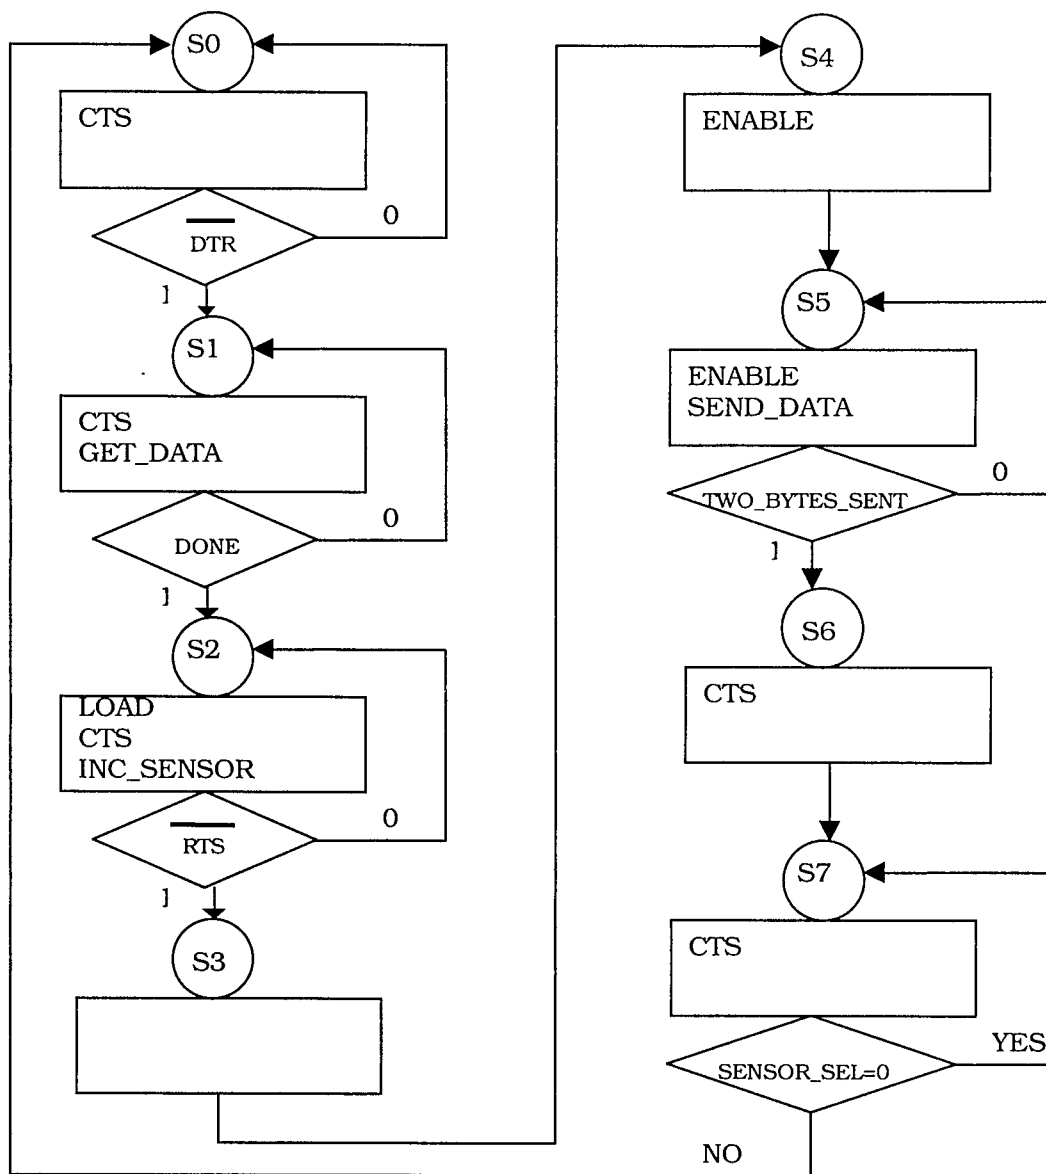 S0
CTS
DTR
0
1
S1
CTS
GET_DATA
DONE
0
1
S2
LOAD
CTS
INC_SENSOR
RTS
0
1
S3
S4
ENABLE
S5
ENABLE
SEND_DATA
TWO_BYTES_SENT
0
1
S6
CTS
S7
CTS
SENSOR_SEL=0
YES
NO